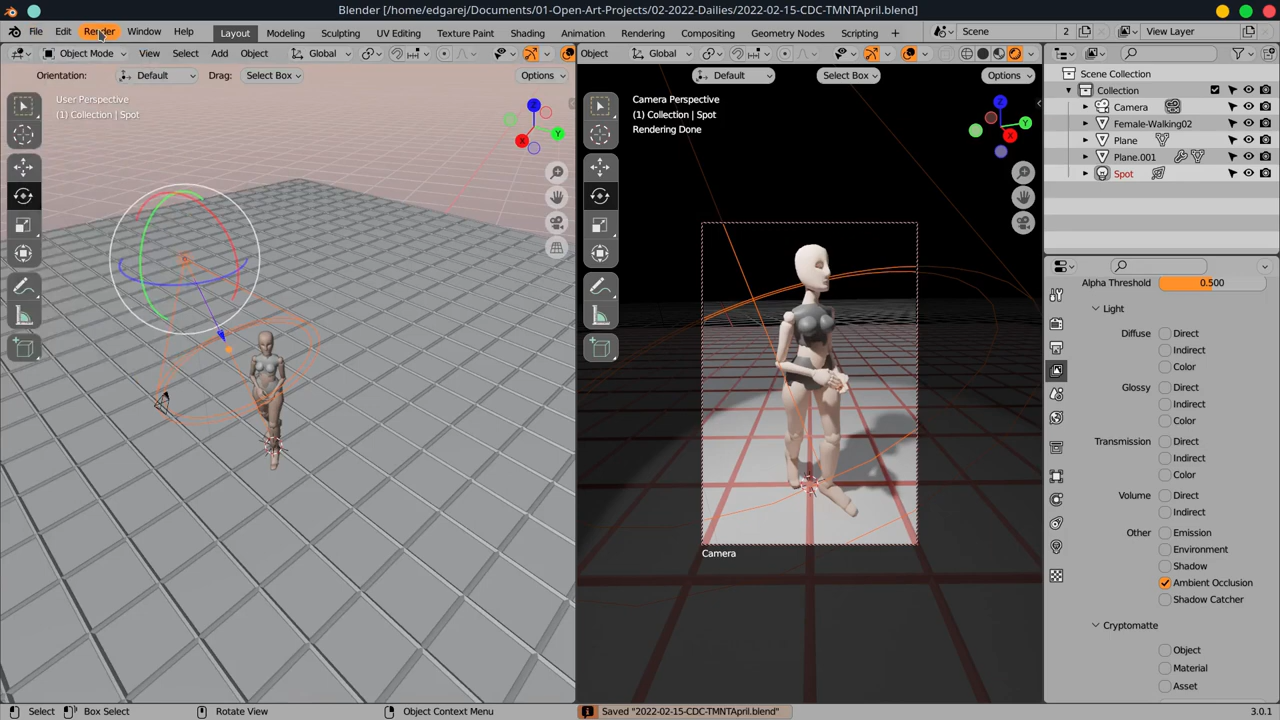 Blender [/home/edgarej/Documents/01-Open-Art-Projects/02-2022-Dailies/2022-02-15-CDC-TMNTApril.blend]
File Edit Render Window Help Layout Modeling Sculpting UV Editing Texture Paint Shading Animation Rendering Compositing Geometry Nodes Scripting + Scene 2 View Layer
Object Mode View Select Add Object Global Object Global
Orientation: Default Drag: Select Box Options Default Select Box Options
User Perspective
(1) Collection | Spot
Z
Y
X
Camera Perspective
(1) Collection | Spot
Rendering Done
Z
Y
X
Camera
Scene Collection
Collection
Camera
Female-Walking02
Plane
Plane.001
Spot
Alpha Threshold 0.500
Light
Diffuse Direct
Indirect
Color
Glossy Direct
Indirect
Color
Transmission Direct
Indirect
Color
Volume Direct
Indirect
Other Emission
Environment
Shadow
Ambient Occlusion
Shadow Catcher
Cryptomatte
Object
Material
Asset
Select Box Select Rotate View Object Context Menu Saved "2022-02-15-CDC-TMNTApril.blend" 3.0.1